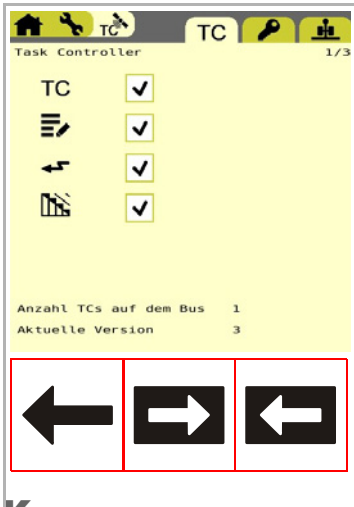 TC TC
Task Controller 1/3
TC
Anzahl TCs auf dem Bus 1
Aktuelle Version 3